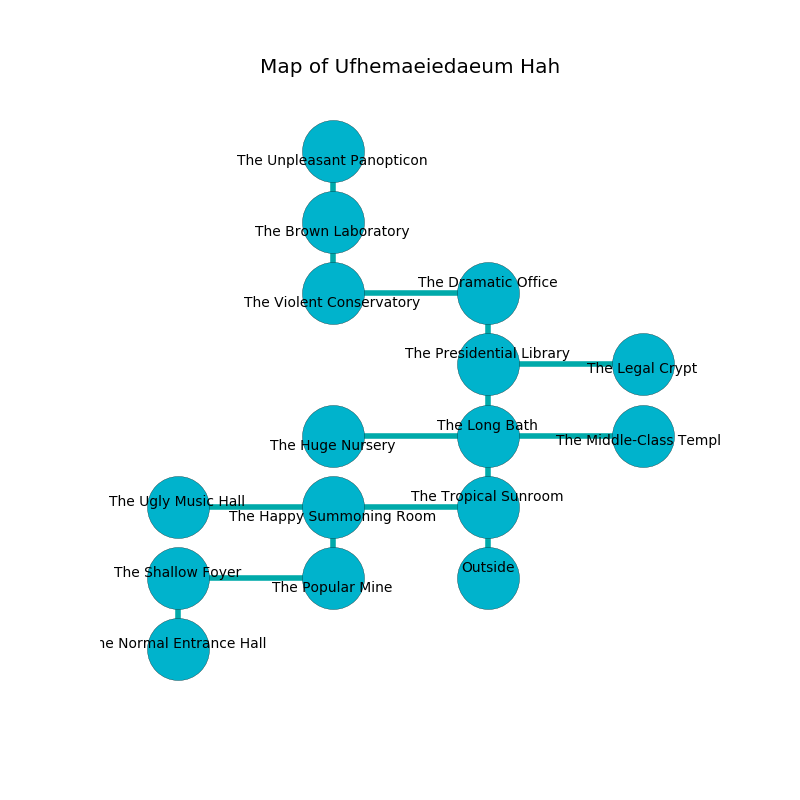 Map of Ufhemaeiedaeum Hah
The Unpleasant Panopticon
The Brown Laboratory
The Dramatic Office
The Violent Conservatory
The Presidential Library
The Legal Crypt
The Long Bath
The Middle-Class Templ
The Huge Nursery
The Tropical Sunroom
The Ugly Music Hall
The Happy Summoning Room
Outside
The Shallow Foyer
The Popular Mine
Normal Entrance Hall